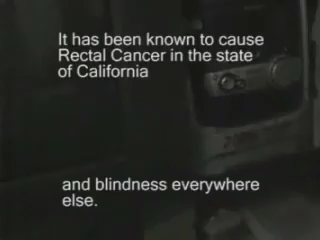 It has been known to cause
Rectal Cancer in the state
of California
and blindness everywhere
else.